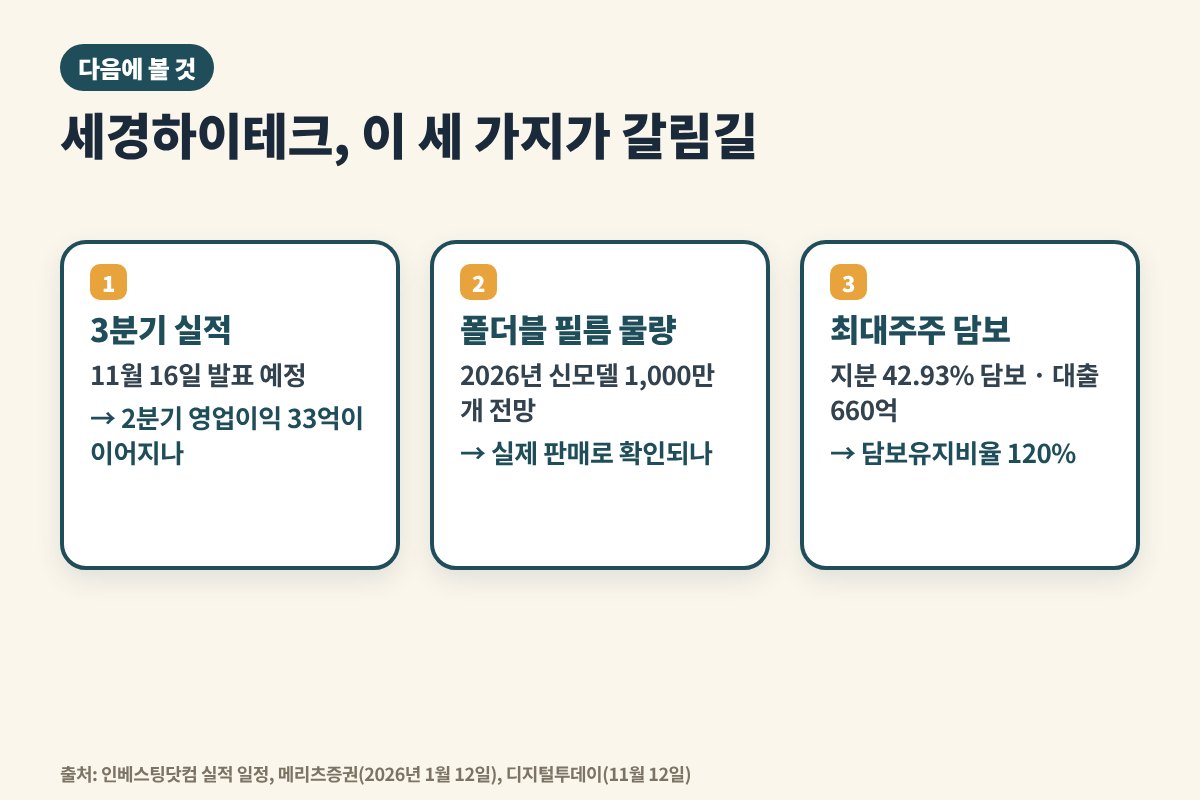 다음에 볼 것
세경하이테크, 이 세 가지가 갈림길
1
3분기 실적
11월 16일 발표 예정
→ 2분기 영업이익 33억이
이어지나
2
폴더블 필름 물량
2026년 신모델 1,000만
개 전망
→ 실제 판매로 확인되나
3
최대주주 담보
지분 42.93% 담보 · 대출
660억
→ 담보유지비율 120%
출처: 인베스팅닷컴 실적 일정, 메리츠증권(2026년 1월 12일), 디지털투데이(11월 12일)